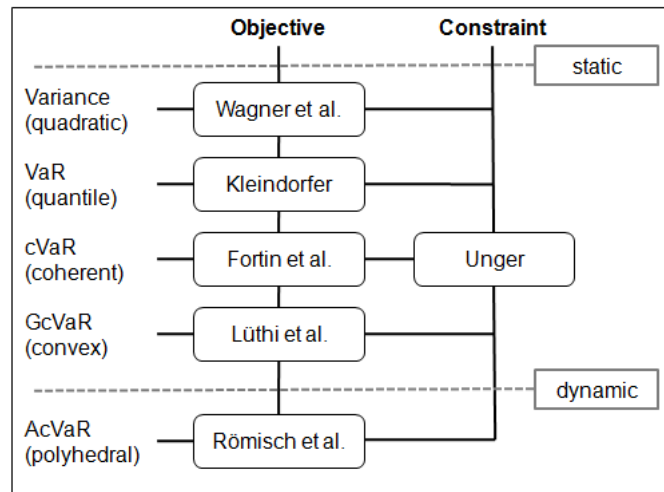 Objective Constraint
static
Variance
(quadratic)
Wagner et al.
VaR
(quantile)
Kleindorfer
cVaR
(coherent)
Fortin et al.
Unger
GcVaR
(convex)
Lüthi et al.
dynamic
AcVaR
(polyhedral)
Römisch et al.